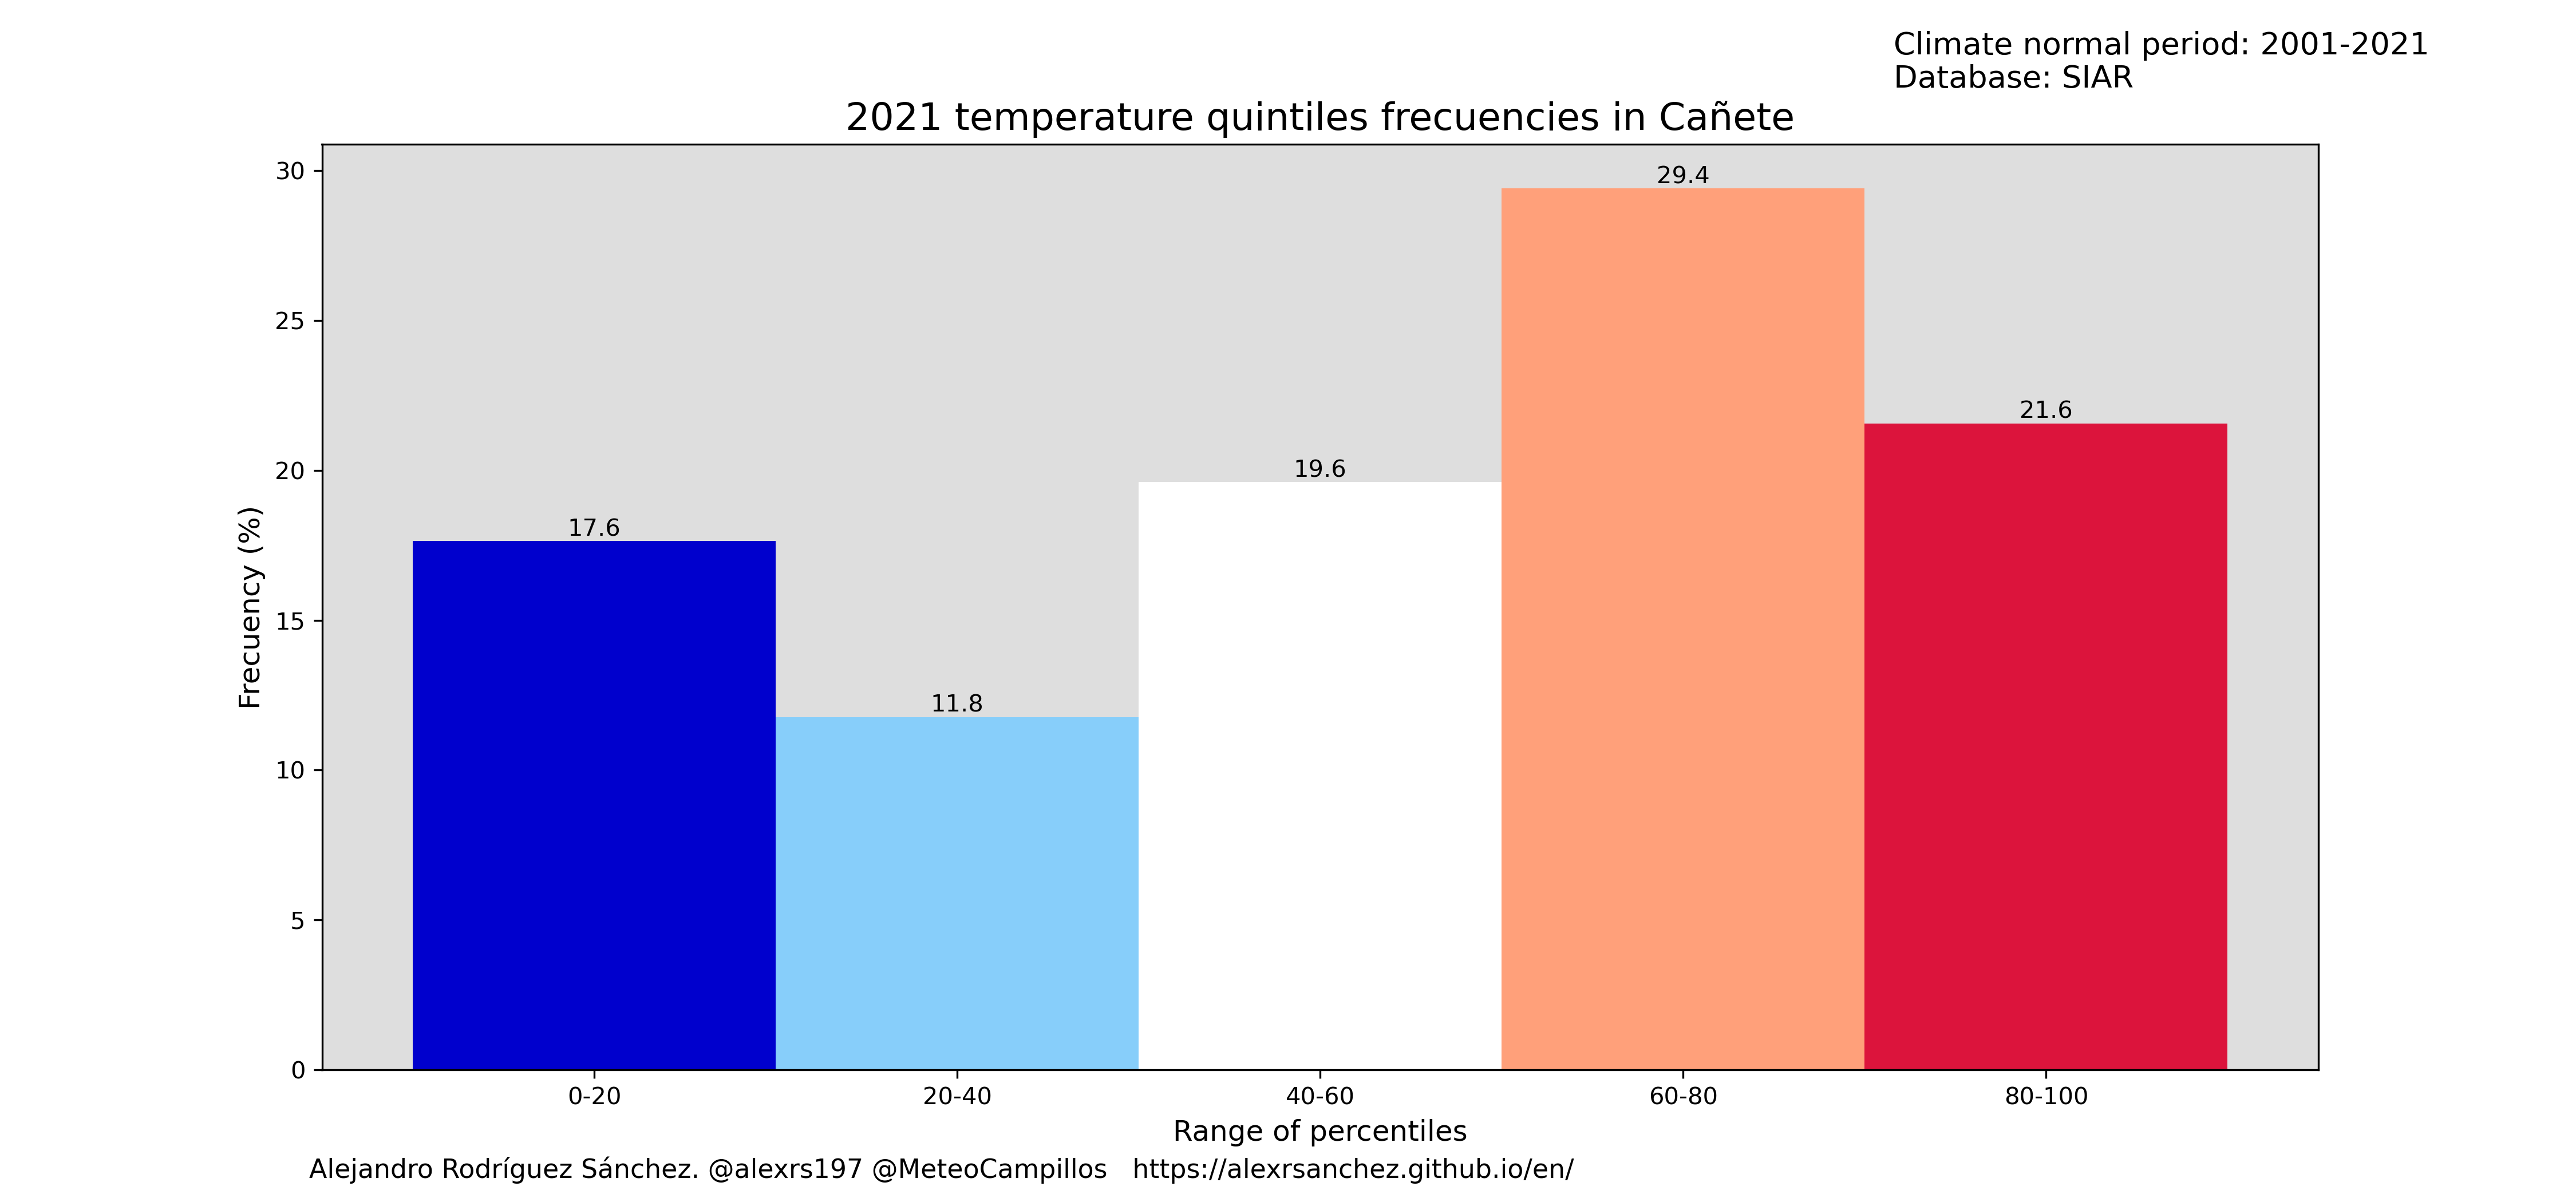 Climate normal period: 2001-2021
Database: SIAR
2021 temperature quintiles frecuencies in Cañete
30
25
20
15
10
5
0
Frecuency (%)
17.6
11.8
19.6
29.4
21.6
0-20
20-40
40-60
60-80
80-100
Range of percentiles
Alejandro Rodríguez Sánchez. @alexrs197 @MeteoCampillos https://alexrsanchez.github.io/en/